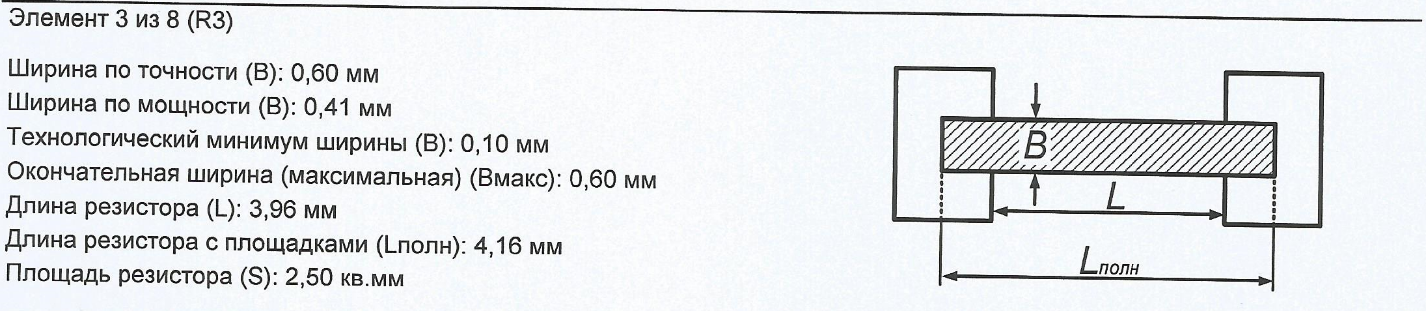 Элемент 3 из 8 (R3)
Ширина по точности (В): 0,60 мм
Ширина по мощности (В): 0,41 мм
Технологический минимум ширины (В): 0,10 мм
Окончательная ширина (максимальная) (Вмакс): 0,60 мм
Длина резистора (L): 3,96 мм
Длина резистора с площадками (Lполн): 4,16 мм
Площадь резистора (S): 2,50 кв.мм
B
L
Lполн